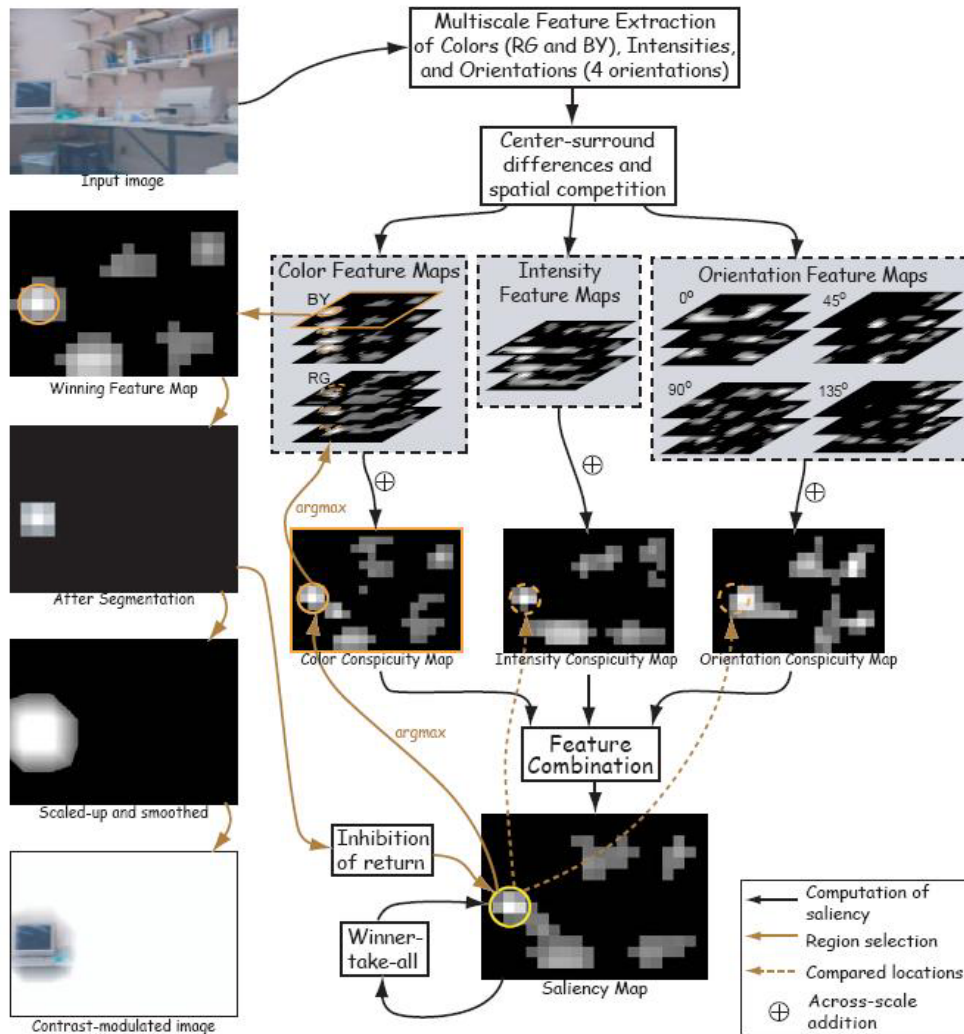 Multiscale Feature Extraction
of Colors (RG and BY), Intensities,
and Orientations (4 orientations)
Input image
Center-surround
differences and
spatial competition
Color Feature Maps
BY
RG
Intensity
Feature Maps
Orientation Feature Maps
0°
45°
90°
135°
Winning Feature Map
argmax
After Segmentation
Color Conspicuity Map
Intensity Conspicuity Map
Orientation Conspicuity Map
argmax
Feature
Combination
Scaled-up and smoothed
Inhibition
of return
Winner-
take-all
Saliency Map
Contrast-modulated image
Computation of
saliency
Region selection
Compared locations
Across-scale
addition